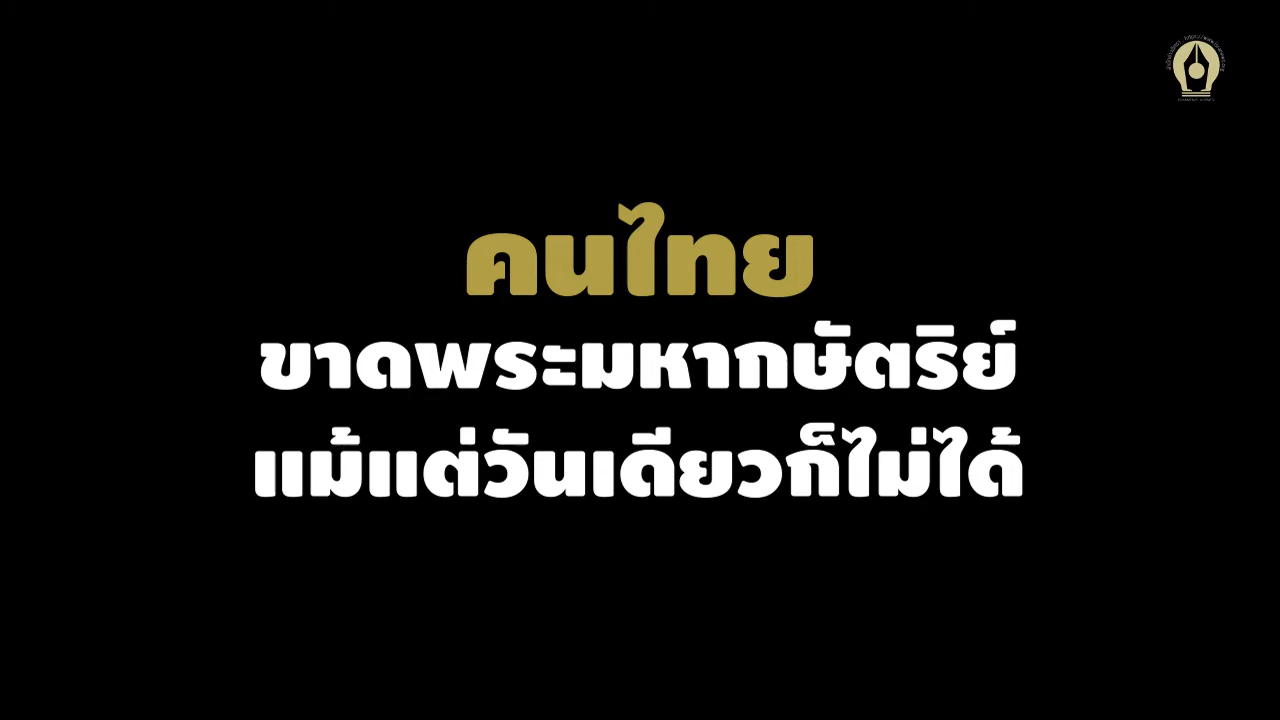 คนไทย
ขาดพระมหากษัตริย์
แม้แต่วันเดียวก็ไม่ได้